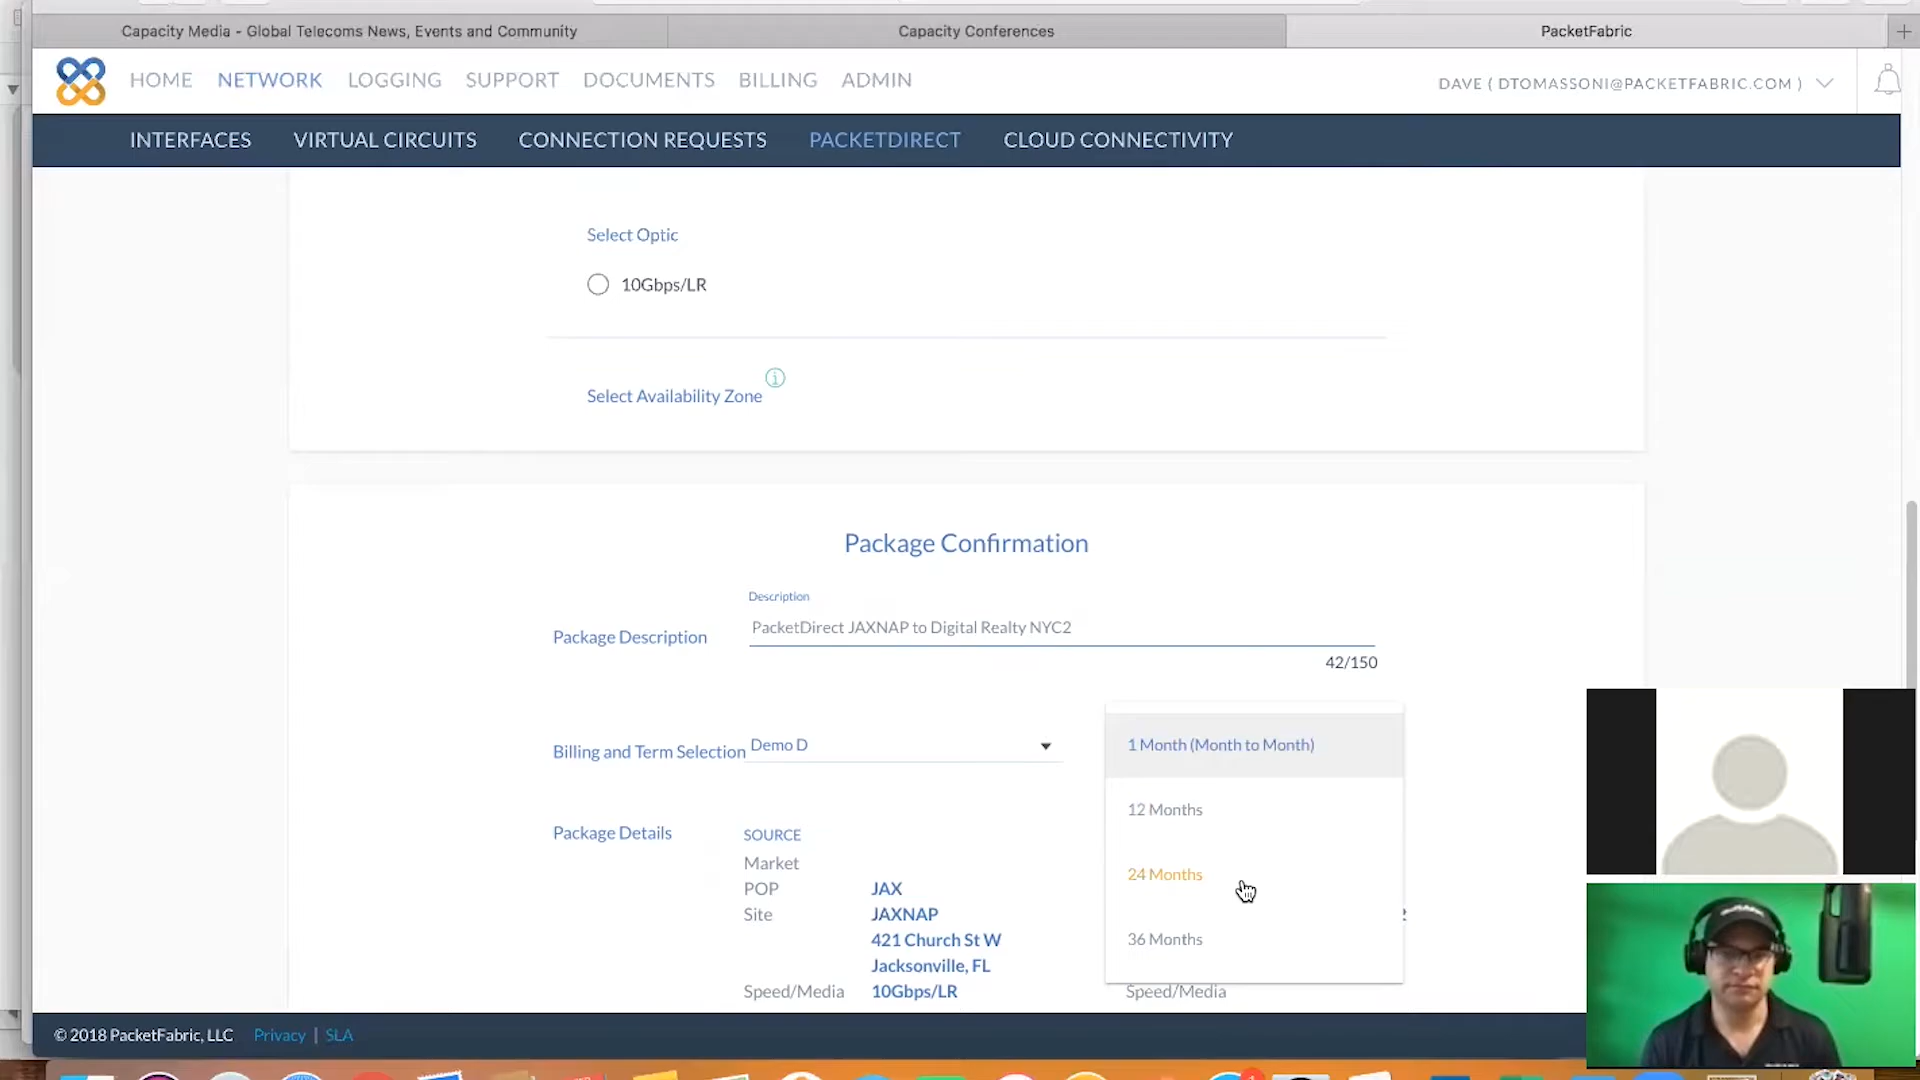 Capacity Media - Global Telecoms News, Events and Community
Capacity Conferences
PacketFabric
HOME NETWORK LOGGING SUPPORT DOCUMENTS BILLING ADMIN
DAVE ( DTOMASSONI@PACKETFABRIC.COM )
INTERFACES VIRTUAL CIRCUITS CONNECTION REQUESTS PACKETDIRECT CLOUD CONNECTIVITY
Select Optic
10Gbps/LR
Select Availability Zone
Package Confirmation
Description
Package Description
PacketDirect JAXNAP to Digital Realty NYC2
42/150
Billing and Term Selection
Demo D
1 Month (Month to Month)
12 Months
24 Months
36 Months
Package Details
SOURCE
Market
POP JAX
Site JAXNAP
2
421 Church St W
Jacksonville, FL
Speed/Media 10Gbps/LR
Speed/Media
© 2018 PacketFabric, LLC Privacy | SLA